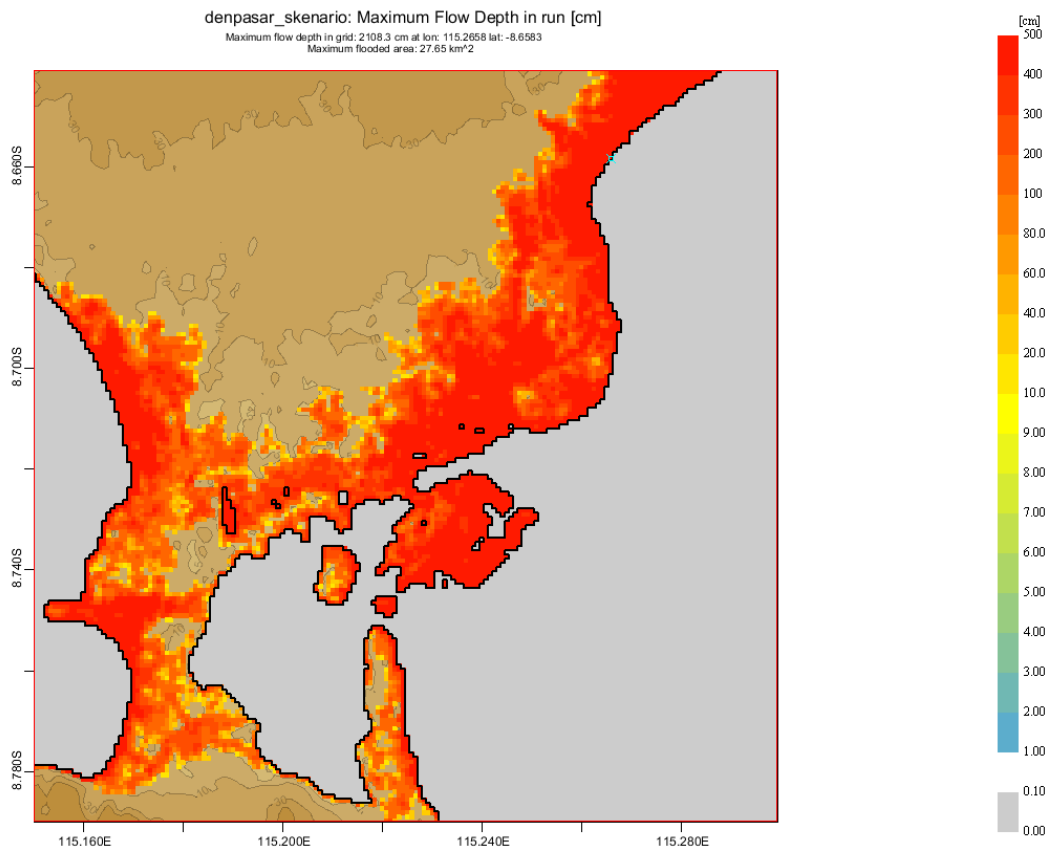 denpasar_skenario: Maximum Flow Depth in run [cm]
Maximum flow depth in grid: 2108.3 cm at lon: 115.2658 lat: -8.6583
Maximum flooded area: 27.65 km^2
[cm]
500
400
300
100
80.0
60.0
40.0
20.0
10.0
9.00
8.00
7.00
6.00
5.00
4.00
3.00
2.00
1.00
0.10
0.00
8.660S
8.700S
8.740S
8.780S
115.160E
115.200E
115.240E
115.280E